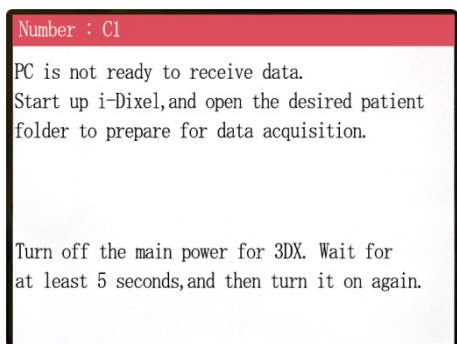 Number : C1
PC is not ready to receive data.
Start up i-Dixel,and open the desired patient
folder to prepare for data acquisition.
Turn off the main power for 3DX. Wait for
at least 5 seconds,and then turn it on again.